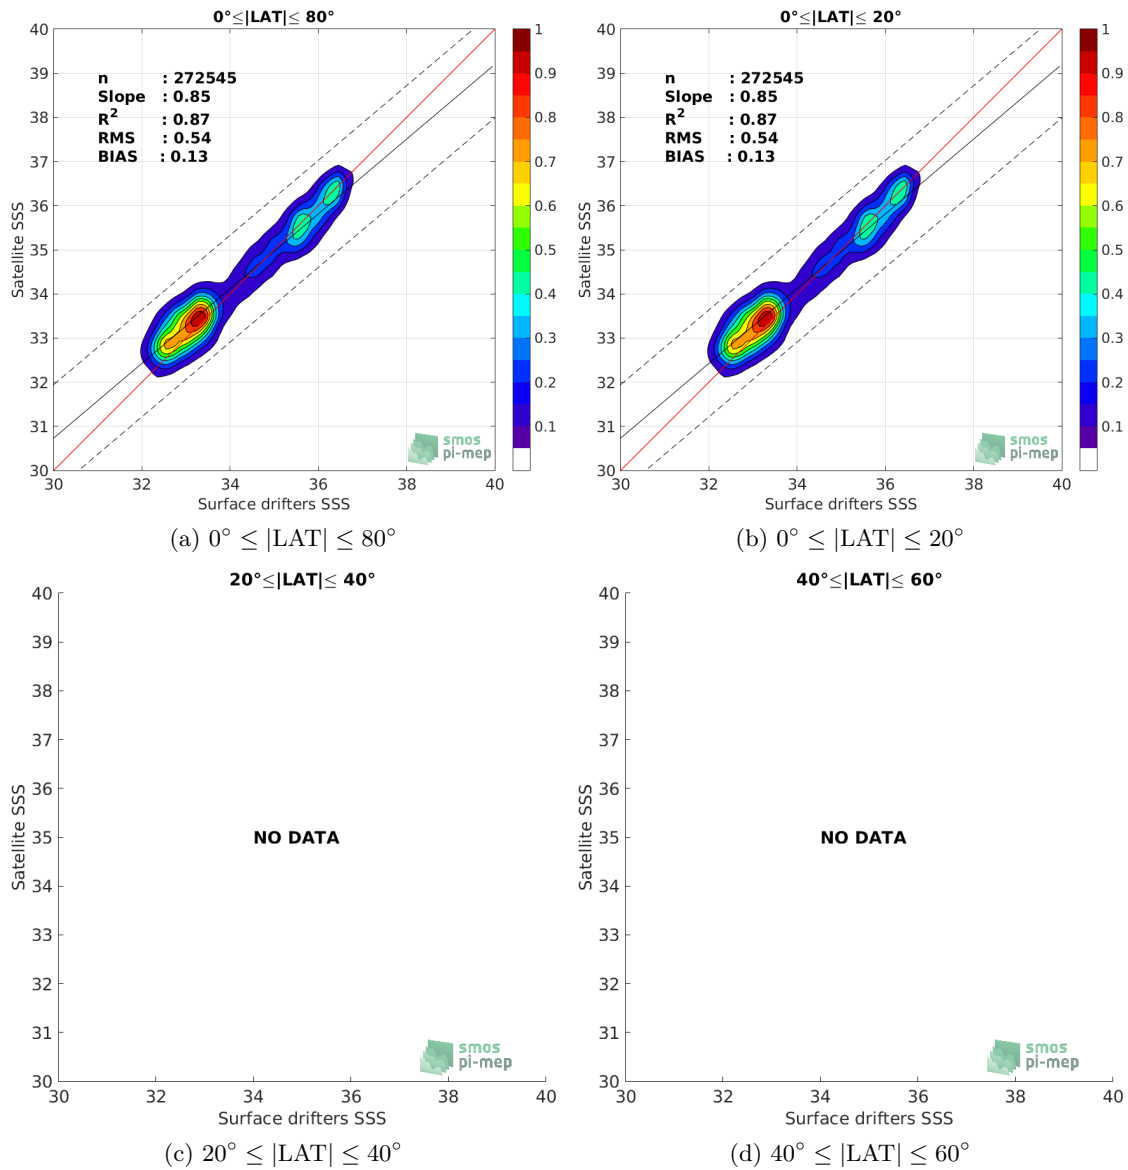 0°≤|LAT|≤ 80°
40
39
38
37
36
35
34
33
32
31
30
n : 272545
Slope : 0.85
R2 : 0.87
RMS : 0.54
BIAS : 0.13
1
0.9
0.8
0.7
0.6
0.5
0.4
0.3
0.2
0.1
Satellite SSS
smos
pi-mep
30 32 34 36 38 40
Surface drifters SSS
(a) 0° ≤ |LAT| ≤ 80°
0°≤|LAT|≤ 20°
40
39
38
37
36
35
34
33
32
31
30
n : 272545
Slope : 0.85
R2 : 0.87
RMS : 0.54
BIAS : 0.13
1
0.9
0.8
0.7
0.6
0.5
0.4
0.3
0.2
0.1
Satellite SSS
smos
pi-mep
30 32 34 36 38 40
Surface drifters SSS
(b) 0° ≤ |LAT| ≤ 20°
20°≤|LAT|≤ 40°
40
39
38
37
36
35
34
33
32
31
30
Satellite SSS
NO DATA
smos
pi-mep
30 32 34 36 38 40
Surface drifters SSS
(c) 20° ≤ |LAT| ≤ 40°
40°≤|LAT|≤ 60°
40
39
38
37
36
35
34
33
32
31
30
Satellite SSS
NO DATA
smos
pi-mep
30 32 34 36 38 40
Surface drifters SSS
(d) 40° ≤ |LAT| ≤ 60°